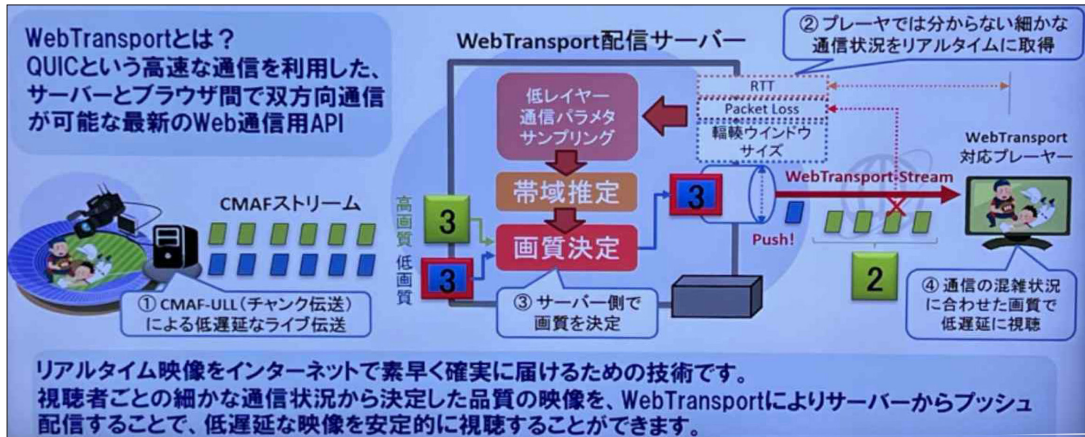 WebTransportとは？
QUICという高速な通信を利用した、
サーバーとブラウザ間で双方向通信
が可能な最新のWeb通信用API
WebTransport配信サーバー
② プレーヤでは分からない細かな
通信状況をリアルタイムに取得
低レイヤー
通信パラメタ
サンプリング
RTT
Packet Loss
輻輳ウインドウ
サイズ
帯域推定
画質決定
高画質
3
低画質
3
3
CMAFストリーム
① CMAF-ULL(チャンク伝送)
による低遅延なライブ伝送
③ サーバー側で
画質を決定
WebTransport-Stream
Push!
2
WebTransport
対応プレーヤー
④ 通信の混雑状況
に合わせた画質で
低遅延に視聴
リアルタイム映像をインターネットで素早く確実に届けるための技術です。
視聴者ごとの細かな通信状況から決定した品質の映像を、WebTransportによりサーバーからプッシュ
配信することで、低遅延な映像を安定的に視聴することができます。